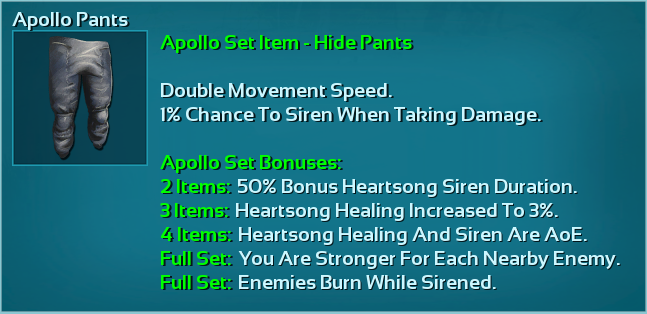 Apollo Pants
Apollo Set Item - Hide Pants
Double Movement Speed.
1% Chance To Siren When Taking Damage.
Apollo Set Bonuses:
2 Items: 50% Bonus Heartsong Siren Duration.
3 Items: Heartsong Healing Increased To 3%.
4 Items: Heartsong Healing And Siren Are AoE.
Full Set: You Are Stronger For Each Nearby Enemy.
Full Set: Enemies Burn While Sirened.